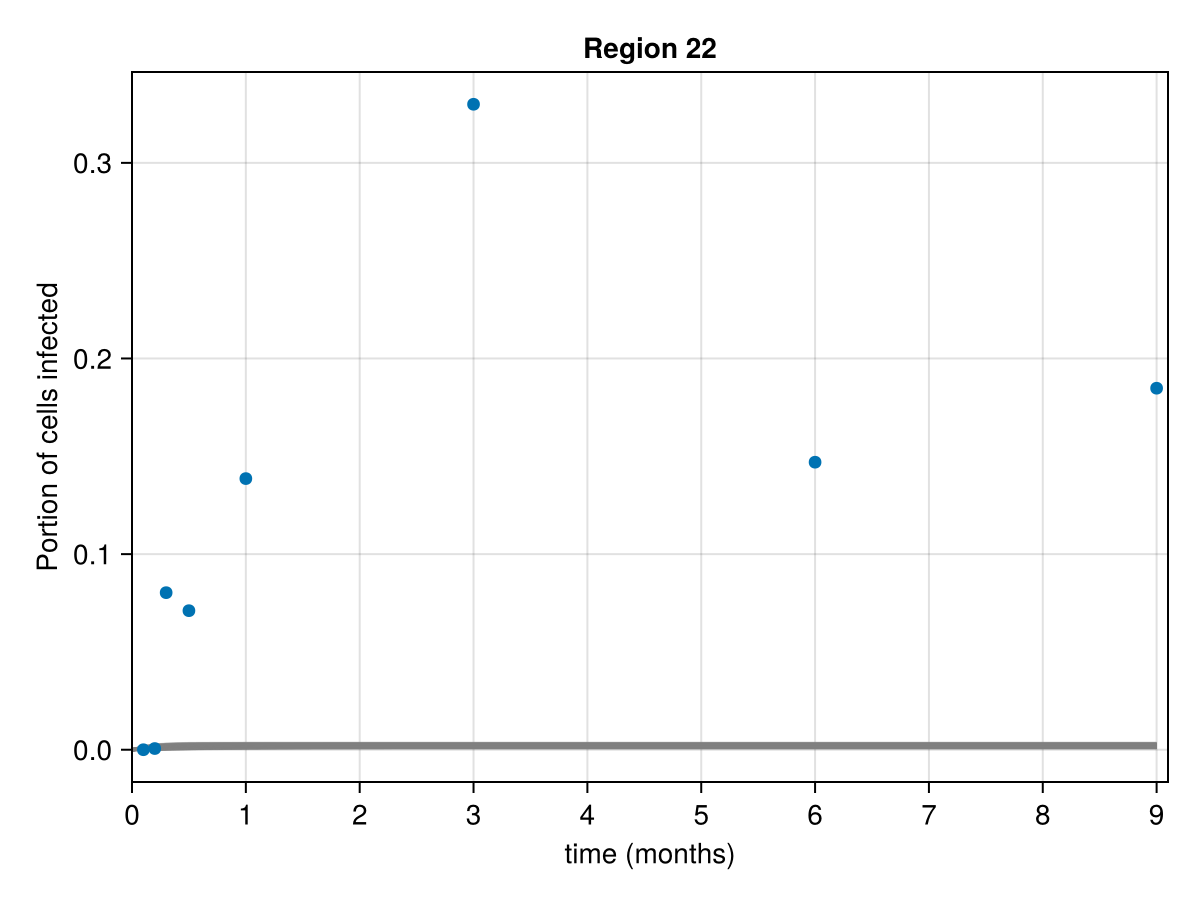 Region 22
Portion of cells infected
0.3
0.2
0.1
0.0
0 1 2 3 4 5 6 7 8 9
time (months)